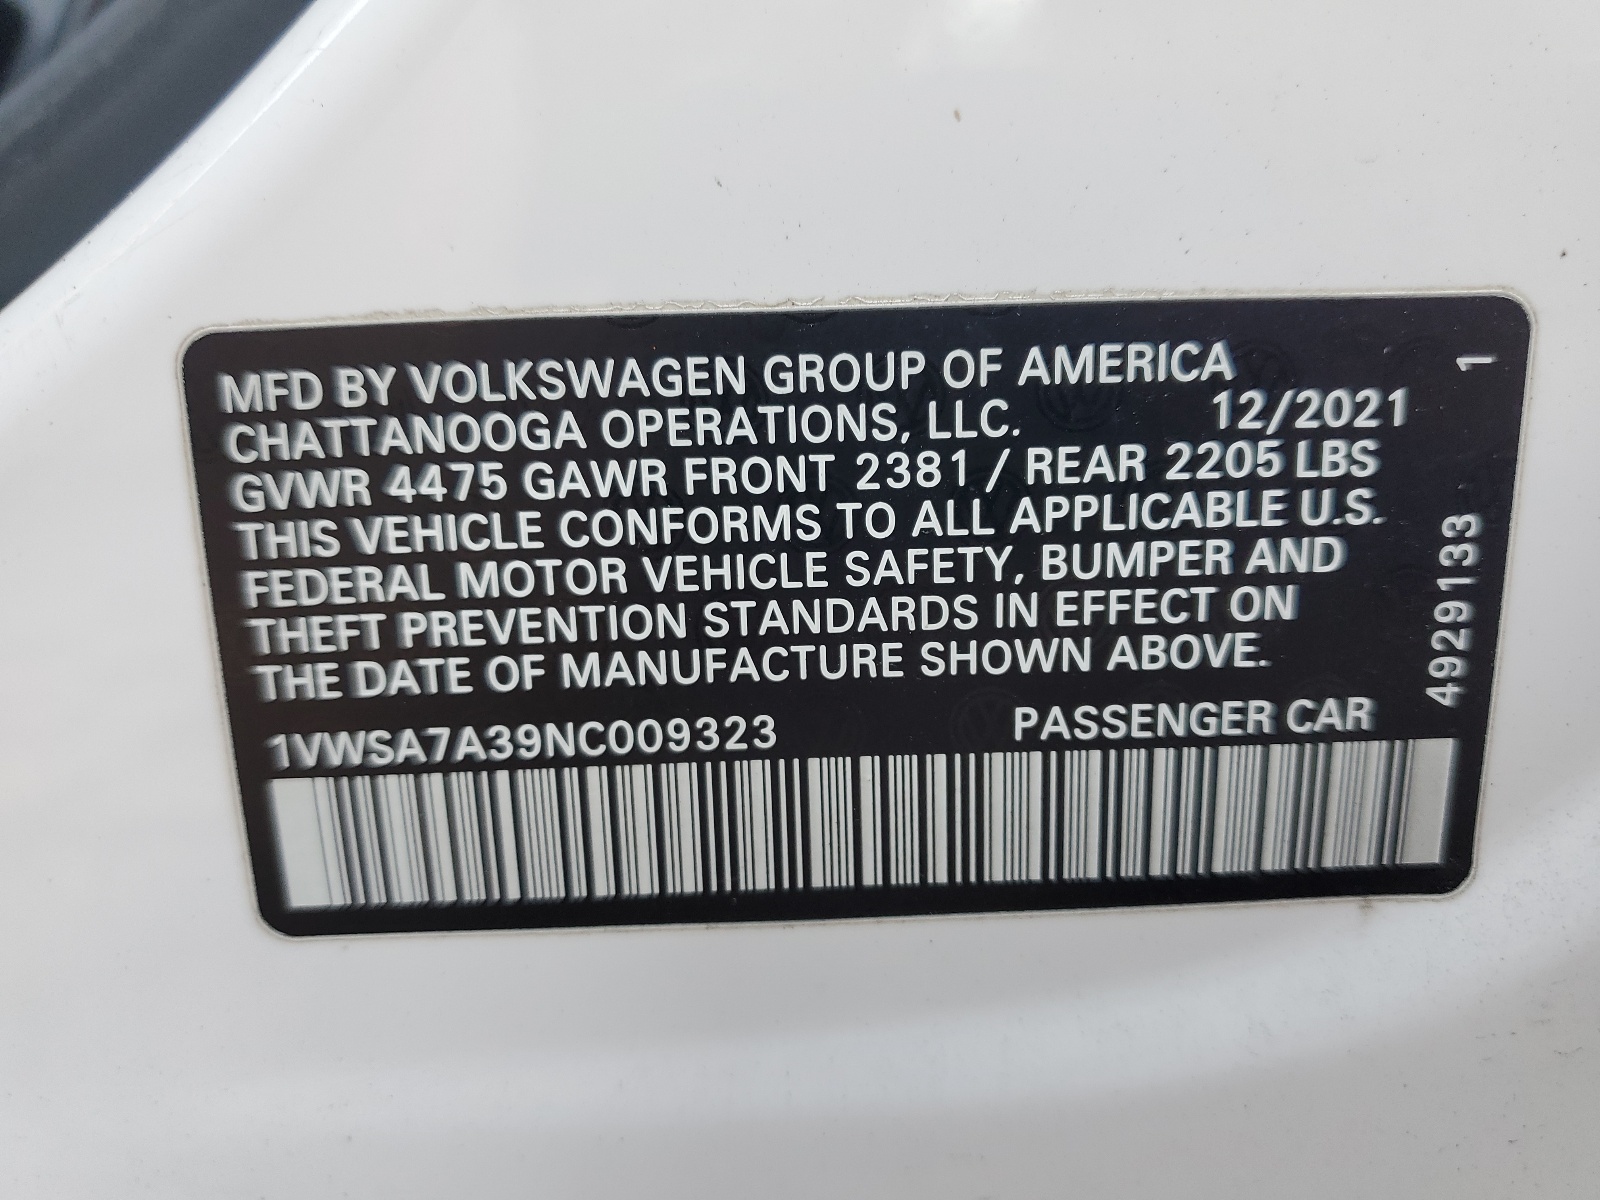 MFD BY VOLKSWAGEN GROUP OF AMERICA
CHATTANOOGA OPERATIONS, LLC. 12/2021
GVWR 4475 GAWR FRONT 2381 / REAR 2205 LBS
THIS VEHICLE CONFORMS TO ALL APPLICABLE U.S.
FEDERAL MOTOR VEHICLE SAFETY, BUMPER AND
THEFT PREVENTION STANDARDS IN EFFECT ON
THE DATE OF MANUFACTURE SHOWN ABOVE.
1VWSA7A39NC009323 PASSENGER CAR
4929133 1